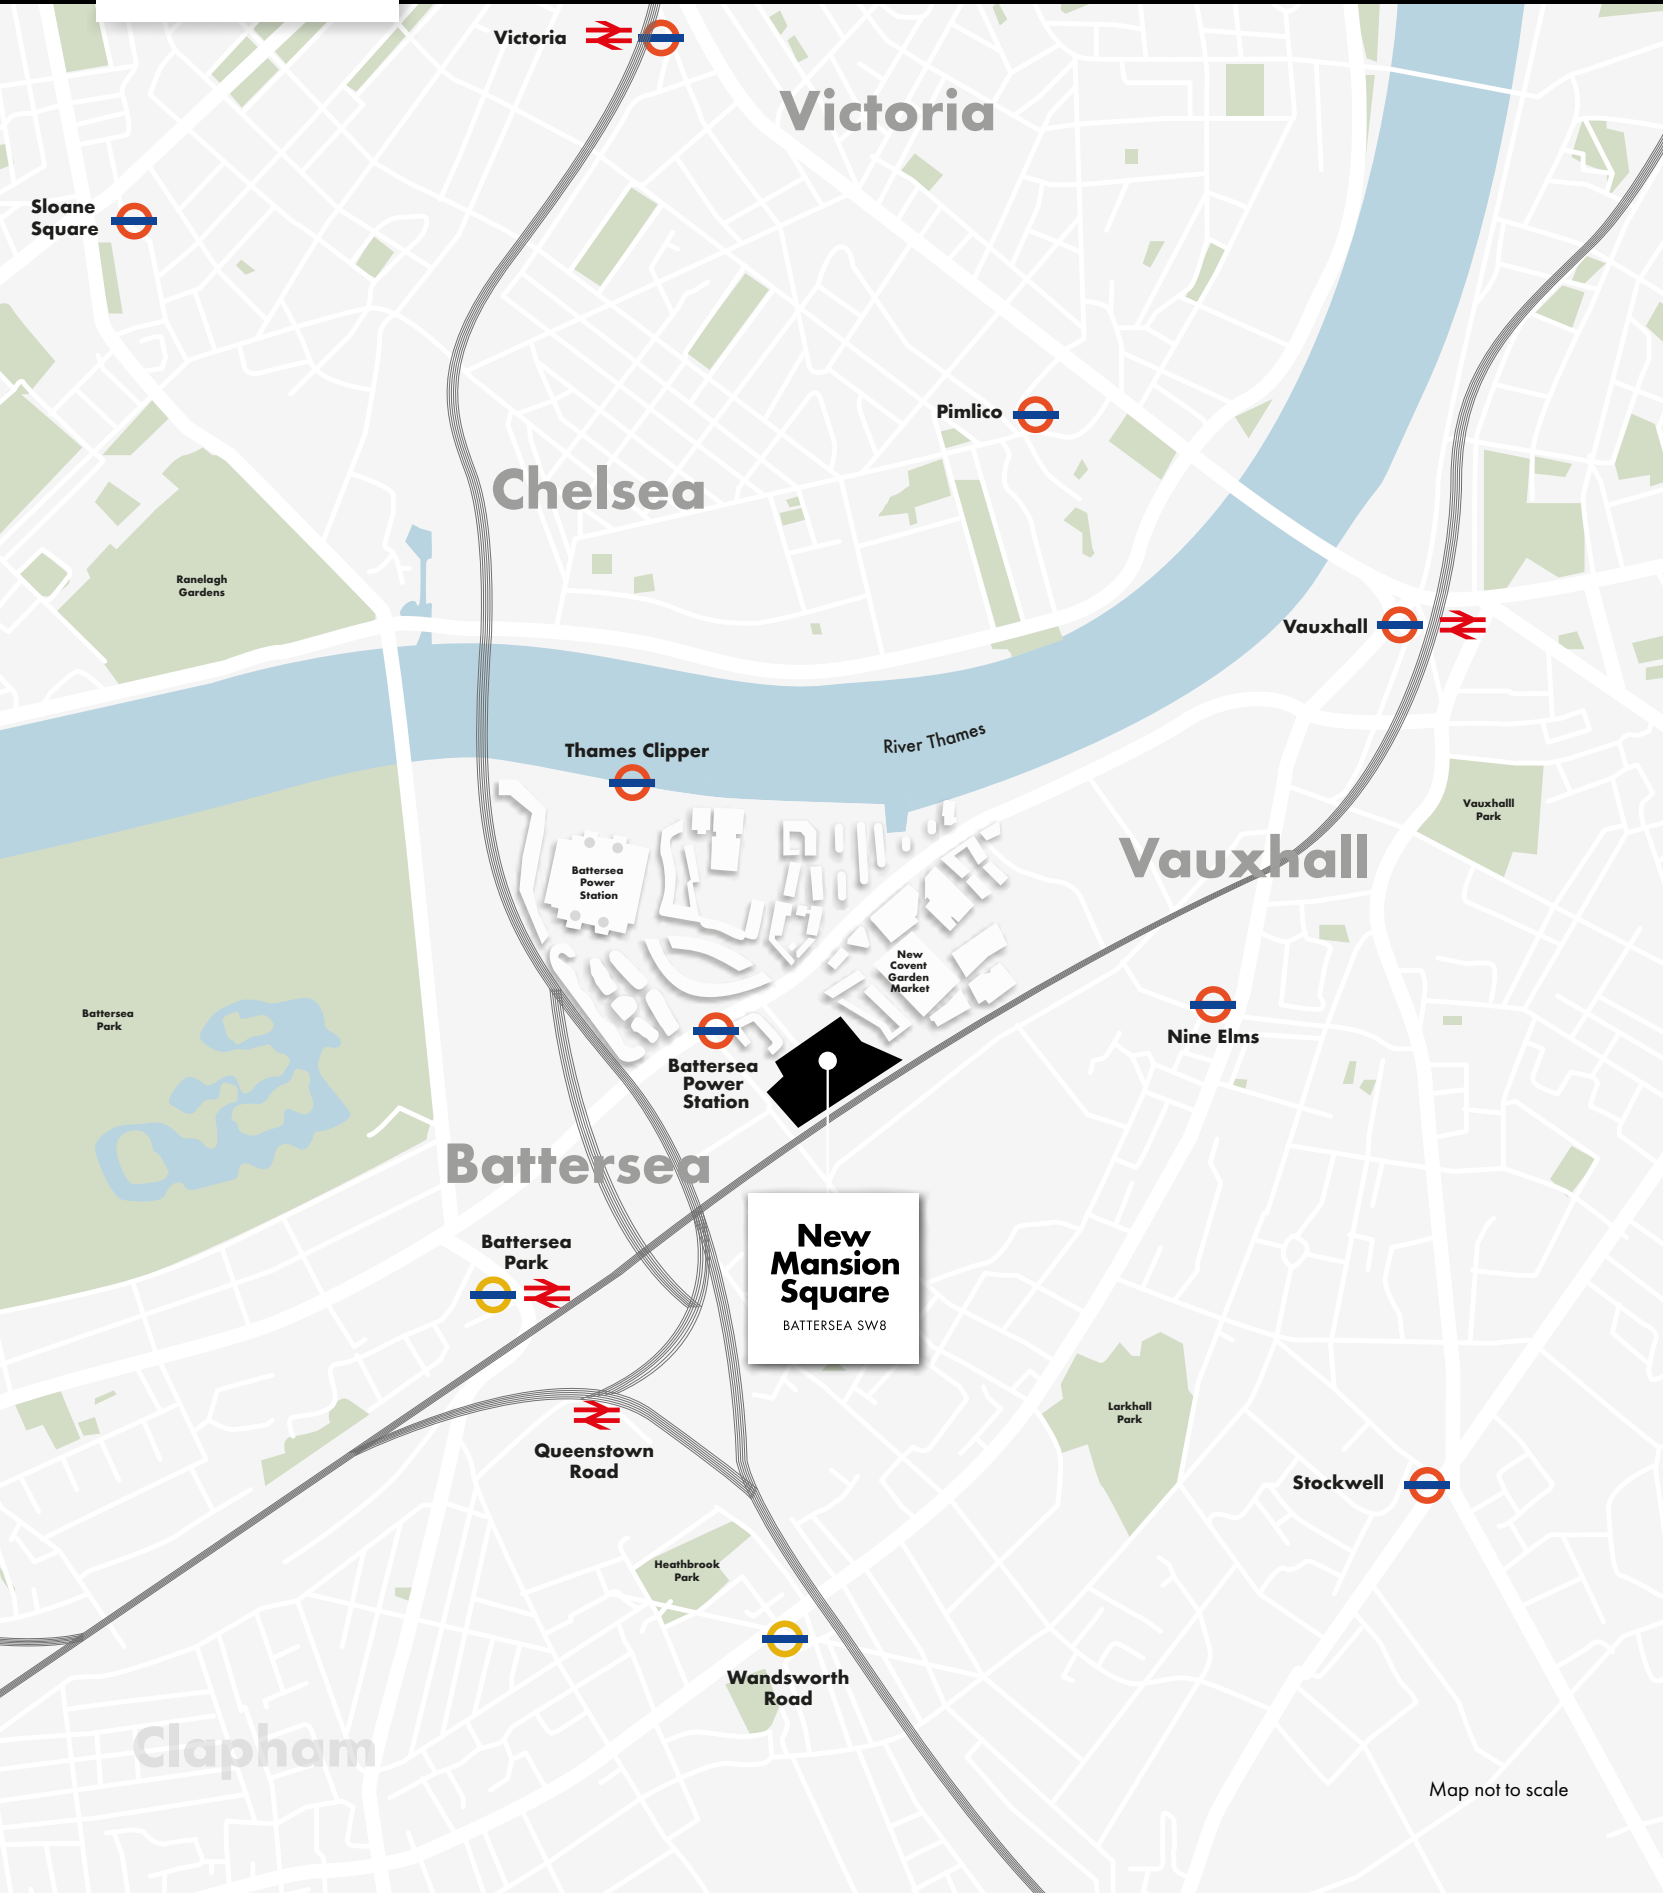 Victoria
Victoria
Sloane
Square
Pimlico
Chelsea
Ranelagh
Gardens
Vauxhall
River Thames
Thames Clipper
Vauxhalll
Park
Vauxhall
Battersea
Power
Station
New
Covent
Garden
Market
Battersea
Park
Nine Elms
Battersea
Power
Station
Battersea
New
Mansion
Square
BATTERSEA SW8
Battersea
Park
Larkhall
Park
Queenstown
Road
Stockwell
Heathbrook
Park
Wandsworth
Road
Clapham
Map not to scale